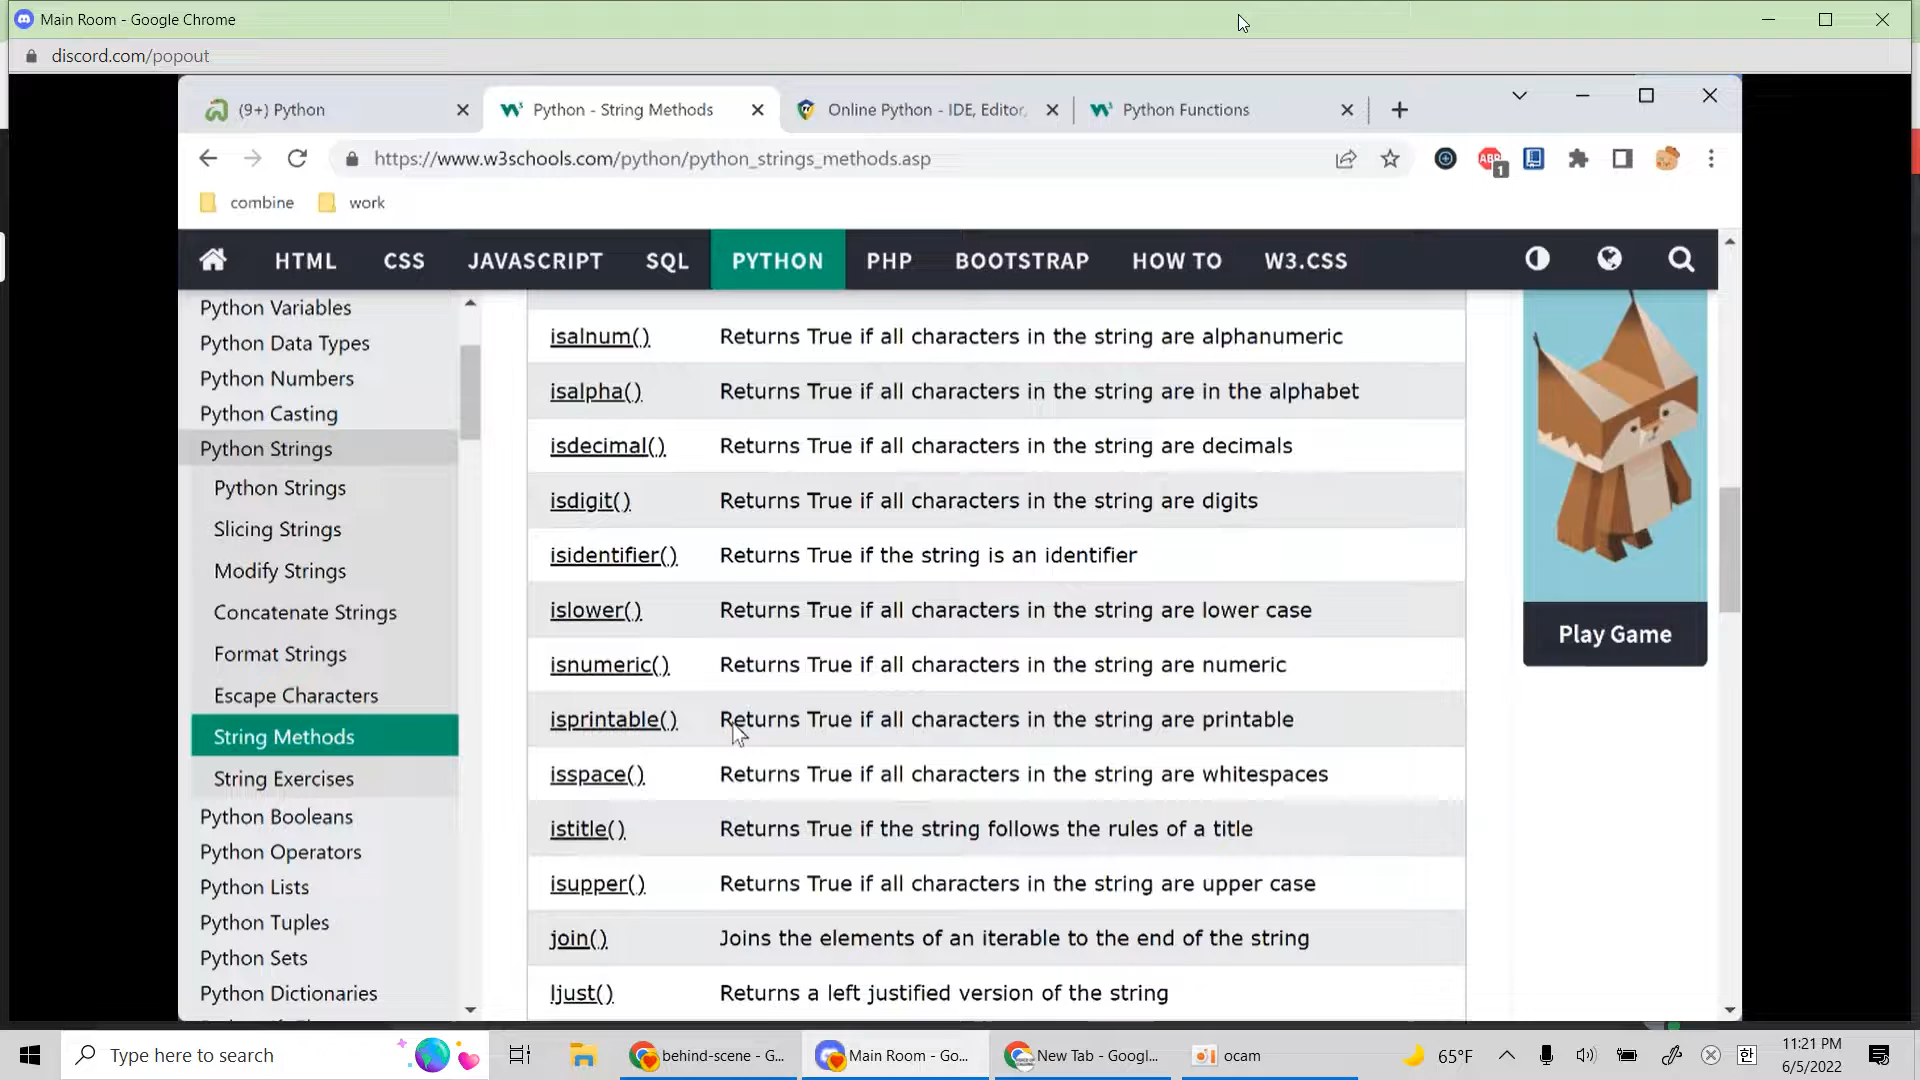 Main Room - Google Chrome
discord.com/popout
(9+) Python
Python - String Methods
Online Python - IDE, Editor,
Python Functions
https://www.w3schools.com/python/python_strings_methods.asp
ABP
1
combine
work
HTML
CSS
JAVASCRIPT
SQL
PYTHON
PHP
BOOTSTRAP
HOW TO
W3.CSS
Python Variables
Python Data Types
Python Numbers
Python Casting
Python Strings
Python Strings
Slicing Strings
Modify Strings
Concatenate Strings
Format Strings
Escape Characters
String Methods
String Exercises
Python Booleans
Python Operators
Python Lists
Python Tuples
Python Sets
Python Dictionaries
isalnum() Returns True if all characters in the string are alphanumeric
isalpha() Returns True if all characters in the string are in the alphabet
isdecimal() Returns True if all characters in the string are decimals
isdigit() Returns True if all characters in the string are digits
isidentifier() Returns True if the string is an identifier
islower() Returns True if all characters in the string are lower case
isnumeric() Returns True if all characters in the string are numeric
isprintable() Returns True if all characters in the string are printable
isspace() Returns True if all characters in the string are whitespaces
istitle() Returns True if the string follows the rules of a title
isupper() Returns True if all characters in the string are upper case
join() Joins the elements of an iterable to the end of the string
ljust() Returns a left justified version of the string
Play Game
Type here to search
behind-scene - G...
Main Room - Go...
New Tab - Googl...
ocam
65°F
한
11:21 PM
6/5/2022